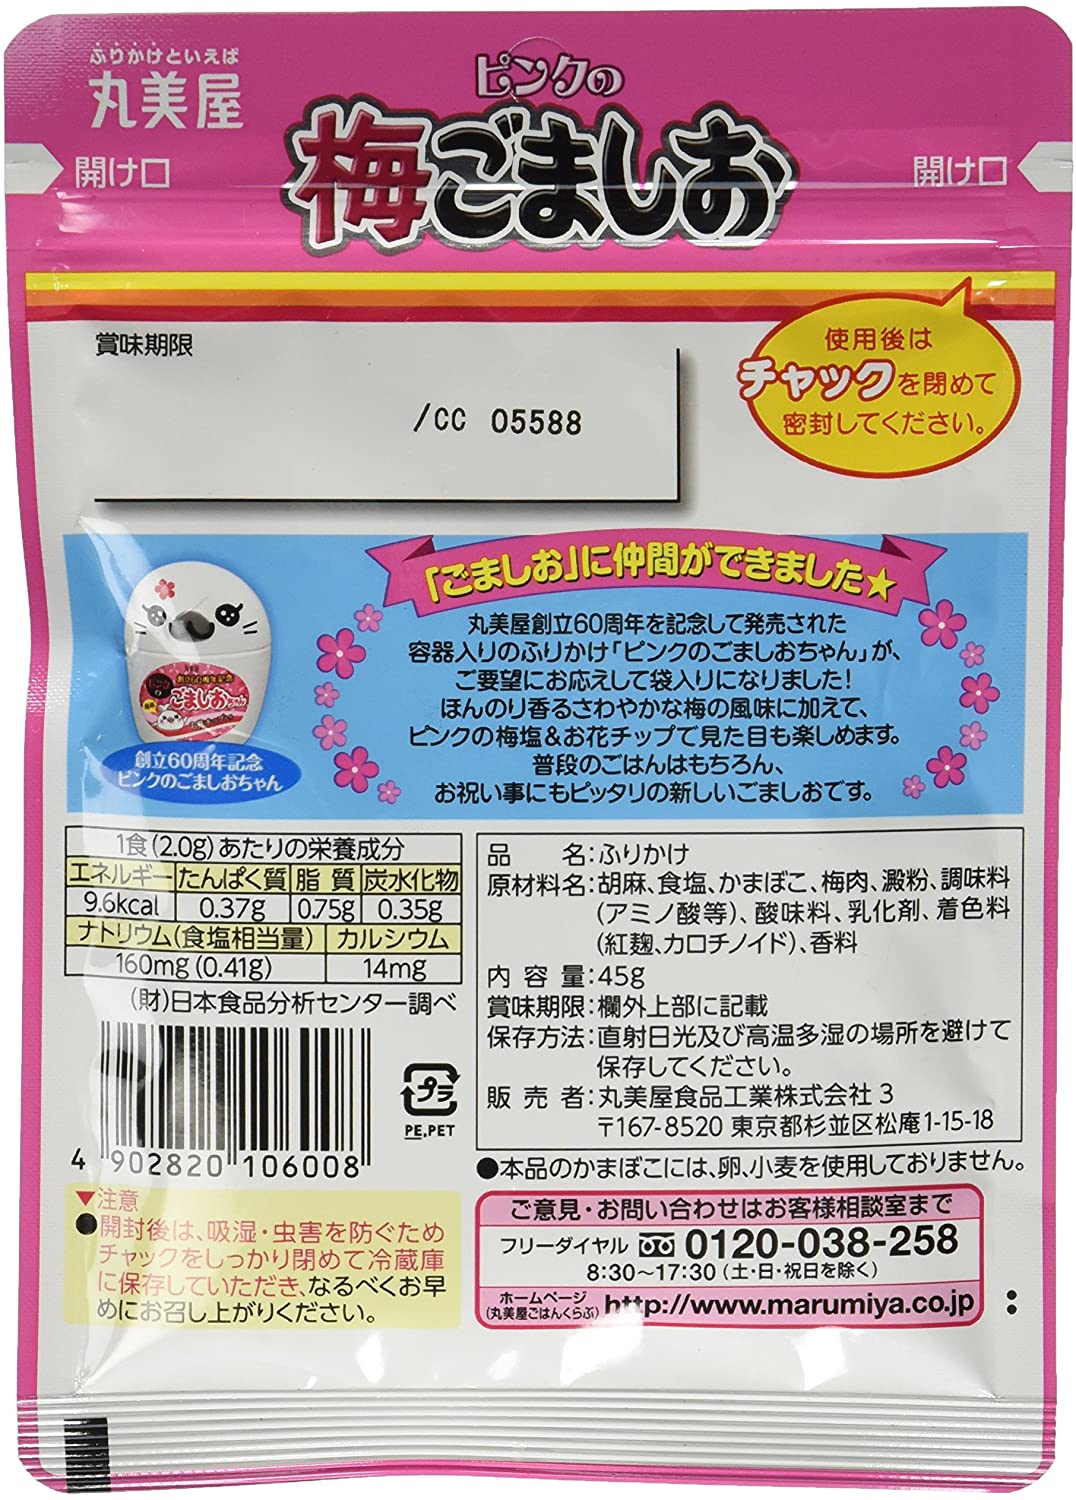 ふりかけといえば
丸美屋
ピンクの
梅ごましお
開け口
開け口
賞味期限
/CC 05588
使用後は
チャックを閉めて
密封してください。
「ごましお」に仲間ができました★
丸美屋創立60周年を記念して発売された
容器入りのふりかけ「ピンクのごましおちゃん」が、
ご要望にお応えして袋入りになりました!
ほんのり香るさわやかな梅の風味に加えて、
ピンクの梅塩&お花チップで見た目も楽しめます。
普段のごはんはもちろん、
お祝い事にもピッタリの新しいごましおです。
創立60周年記念
ピンクの
ごましおちゃん
創立60周年記念
ピンクのごましおちゃん
1食(2.0g)あたりの栄養成分
エネルギー たんぱく質 脂質 炭水化物
9.6kcal 0.37g 0.75g 0.35g
ナトリウム(食塩相当量) カルシウム
160mg(0.41g) 14mg
(財)日本食品分析センター調べ
品名:ふりかけ
原材料名:胡麻、食塩、かまぼこ、梅肉、澱粉、調味料
(アミノ酸等)、酸味料、乳化剤、着色料
(紅麹、カロチノイド)、香料
内容量:45g
賞味期限:欄外上部に記載
保存方法:直射日光及び高温多湿の場所を避けて
保存してください。
販売者:丸美屋食品工業株式会社 3
〒167-8520 東京都杉並区松庵1-15-18
●本品のかまぼこには、卵、小麦を使用しておりません。
プラ
PE,PET
4 902820 106008
▼注意
●開封後は、吸湿・虫害を防ぐため
チャックをしっかり閉めて冷蔵庫
に保存していただき、なるべくお早
めにお召し上がりください。
ご意見・お問い合わせはお客様相談室まで
フリーダイヤル 0120-038-258
8:30〜17:30(土・日・祝日を除く)
ホームページ
(丸美屋ごはんくらぶ) http://www.marumiya.co.jp